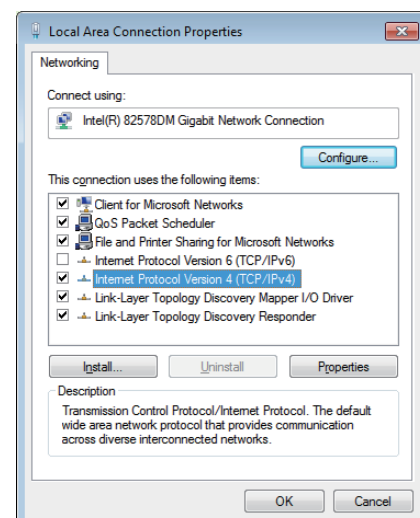 Local Area Connection Properties
Networking
Connect using:
Intel(R) 82578DM Gigabit Network Connection
Configure...
This connection uses the following items:
Client for Microsoft Networks
QoS Packet Scheduler
File and Printer Sharing for Microsoft Networks
Internet Protocol Version 6 (TCP/IPv6)
Internet Protocol Version 4 (TCP/IPv4)
Link-Layer Topology Discovery Mapper I/O Driver
Link-Layer Topology Discovery Responder
Install...
Uninstall
Properties
Description
Transmission Control Protocol/Internet Protocol. The default
wide area network protocol that provides communication
across diverse interconnected networks.
OK
Cancel